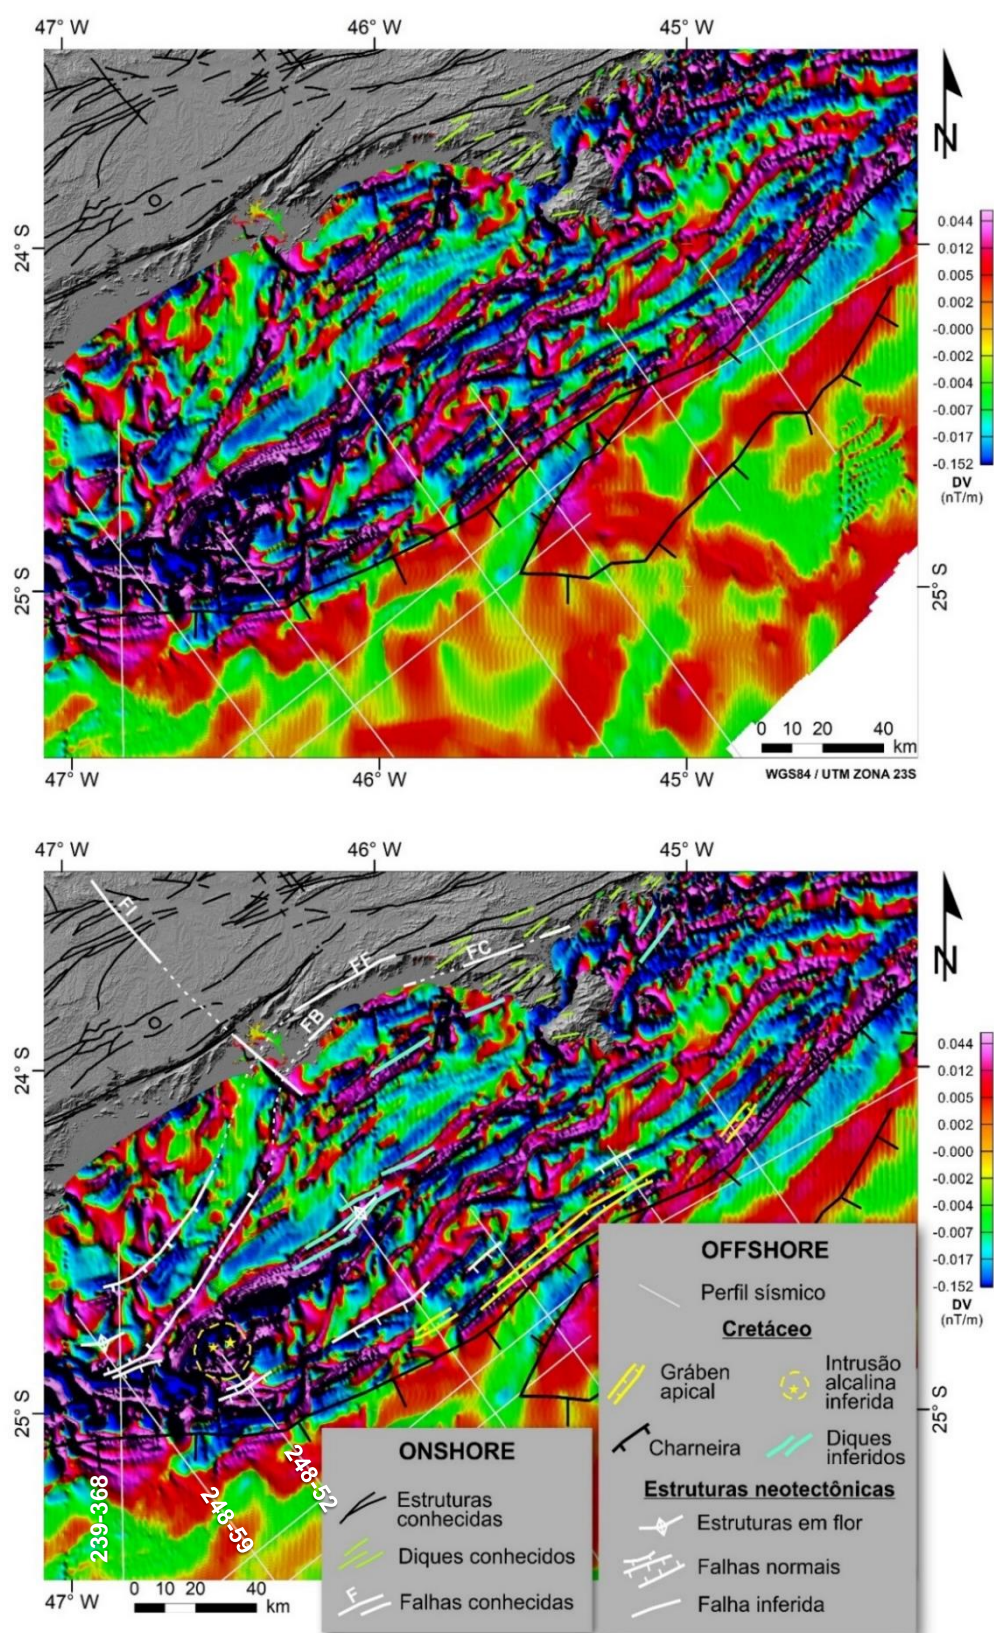 47° W 46° W 45° W
N
24° S 24° S
0.044
0.012
0.005
0.002
-0.000
-0.002
-0.004
-0.007
-0.017
-0.152
DV
(nT/m)
25° S 25° S
0 10 20 40
km
47° W 46° W 45° W
WGS84 / UTM ZONA 23S
47° W 46° W 45° W
FI
FF
FC
FB
N
24° S 24° S
0.044
0.012
0.005
0.002
-0.000
-0.002
-0.004
-0.007
-0.017
-0.152
DV
(nT/m)
25° S 25° S
239-368
248-59
248-52
OFFSHORE
Perfil sísmico
Cretáceo
Gráben
apical
Intrusão
alcalina
inferida
Charneira
Diques
inferidos
Estruturas neotectônicas
Estruturas em flor
Falhas normais
Falha inferida
ONSHORE
Estruturas
conhecidas
Diques conhecidos
F
Falhas conhecidas
47° W
0 10 20 40
km